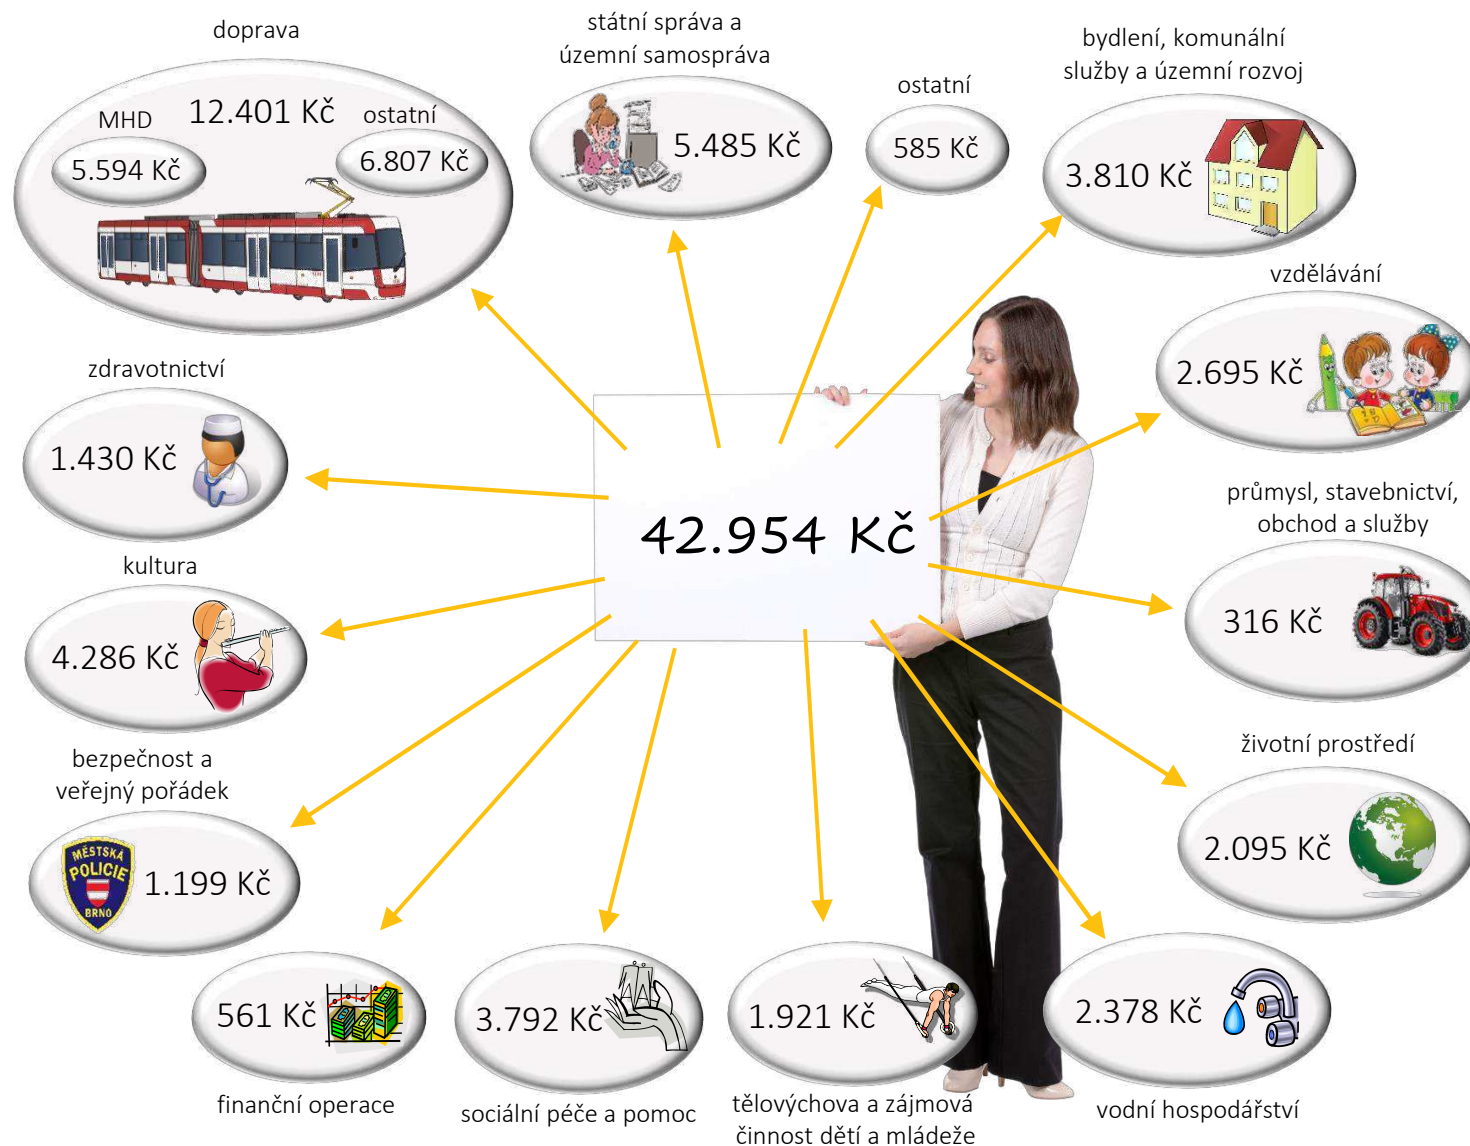 doprava
12.401 Kč
MHD
5.594 Kč
ostatní
6.807 Kč
státní správa a
územní samospráva
5.485 Kč
ostatní
585 Kč
bydlení, komunální
služby a územní rozvoj
3.810 Kč
vzdělávání
2.695 Kč
zdravotnictví
1.430 Kč
42.954 Kč
průmysl, stavebnictví,
obchod a služby
316 Kč
kultura
4.286 Kč
životní prostředí
2.095 Kč
bezpečnost a
veřejný pořádek
MĚSTSKÁ
POLICIE
BRNO
1.199 Kč
561 Kč
finanční operace
3.792 Kč
sociální péče a pomoc
1.921 Kč
tělovýchova a zájmová
činnost dětí a mládeže
2.378 Kč
vodní hospodářství